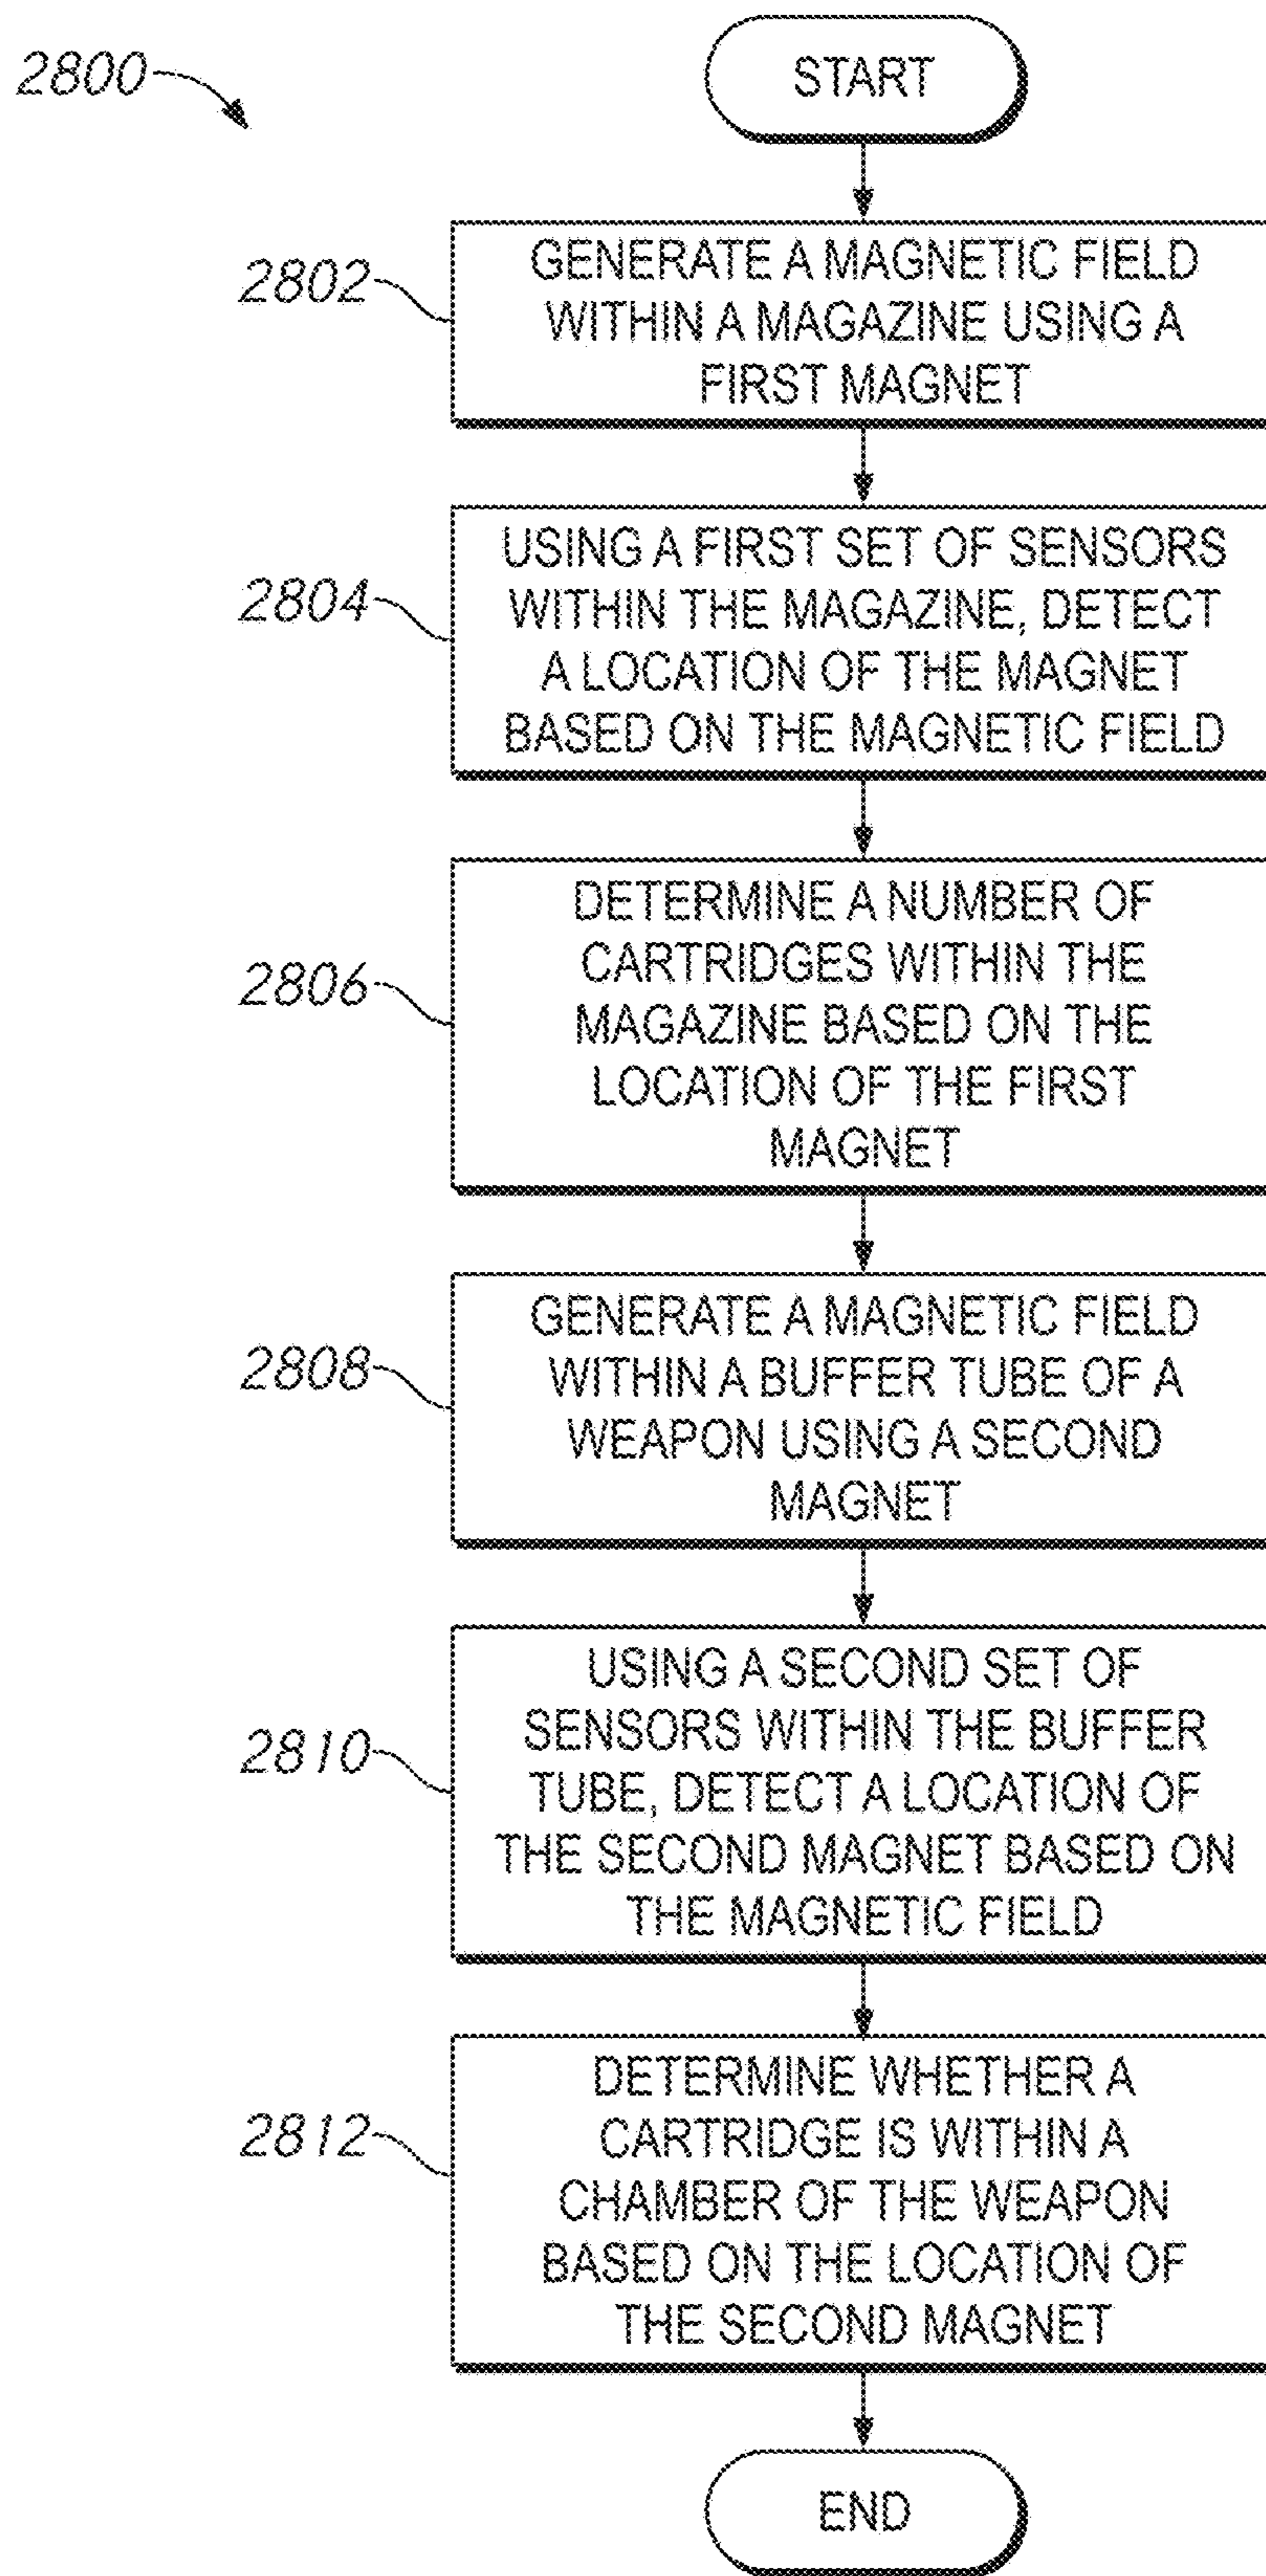 2800
START
2802
GENERATE A MAGNETIC FIELD
WITHIN A MAGAZINE USING A
FIRST MAGNET
2804
USING A FIRST SET OF SENSORS
WITHIN THE MAGAZINE, DETECT
A LOCATION OF THE MAGNET
BASED ON THE MAGNETIC FIELD
2806
DETERMINE A NUMBER OF
CARTRIDGES WITHIN THE
MAGAZINE BASED ON THE
LOCATION OF THE FIRST
MAGNET
2808
GENERATE A MAGNETIC FIELD
WITHIN A BUFFER TUBE OF A
WEAPON USING A SECOND
MAGNET
2810
USING A SECOND SET OF
SENSORS WITHIN THE BUFFER
TUBE, DETECT A LOCATION OF
THE SECOND MAGNET BASED ON
THE MAGNETIC FIELD
2812
DETERMINE WHETHER A
CARTRIDGE IS WITHIN A
CHAMBER OF THE WEAPON
BASED ON THE LOCATION OF
THE SECOND MAGNET
END